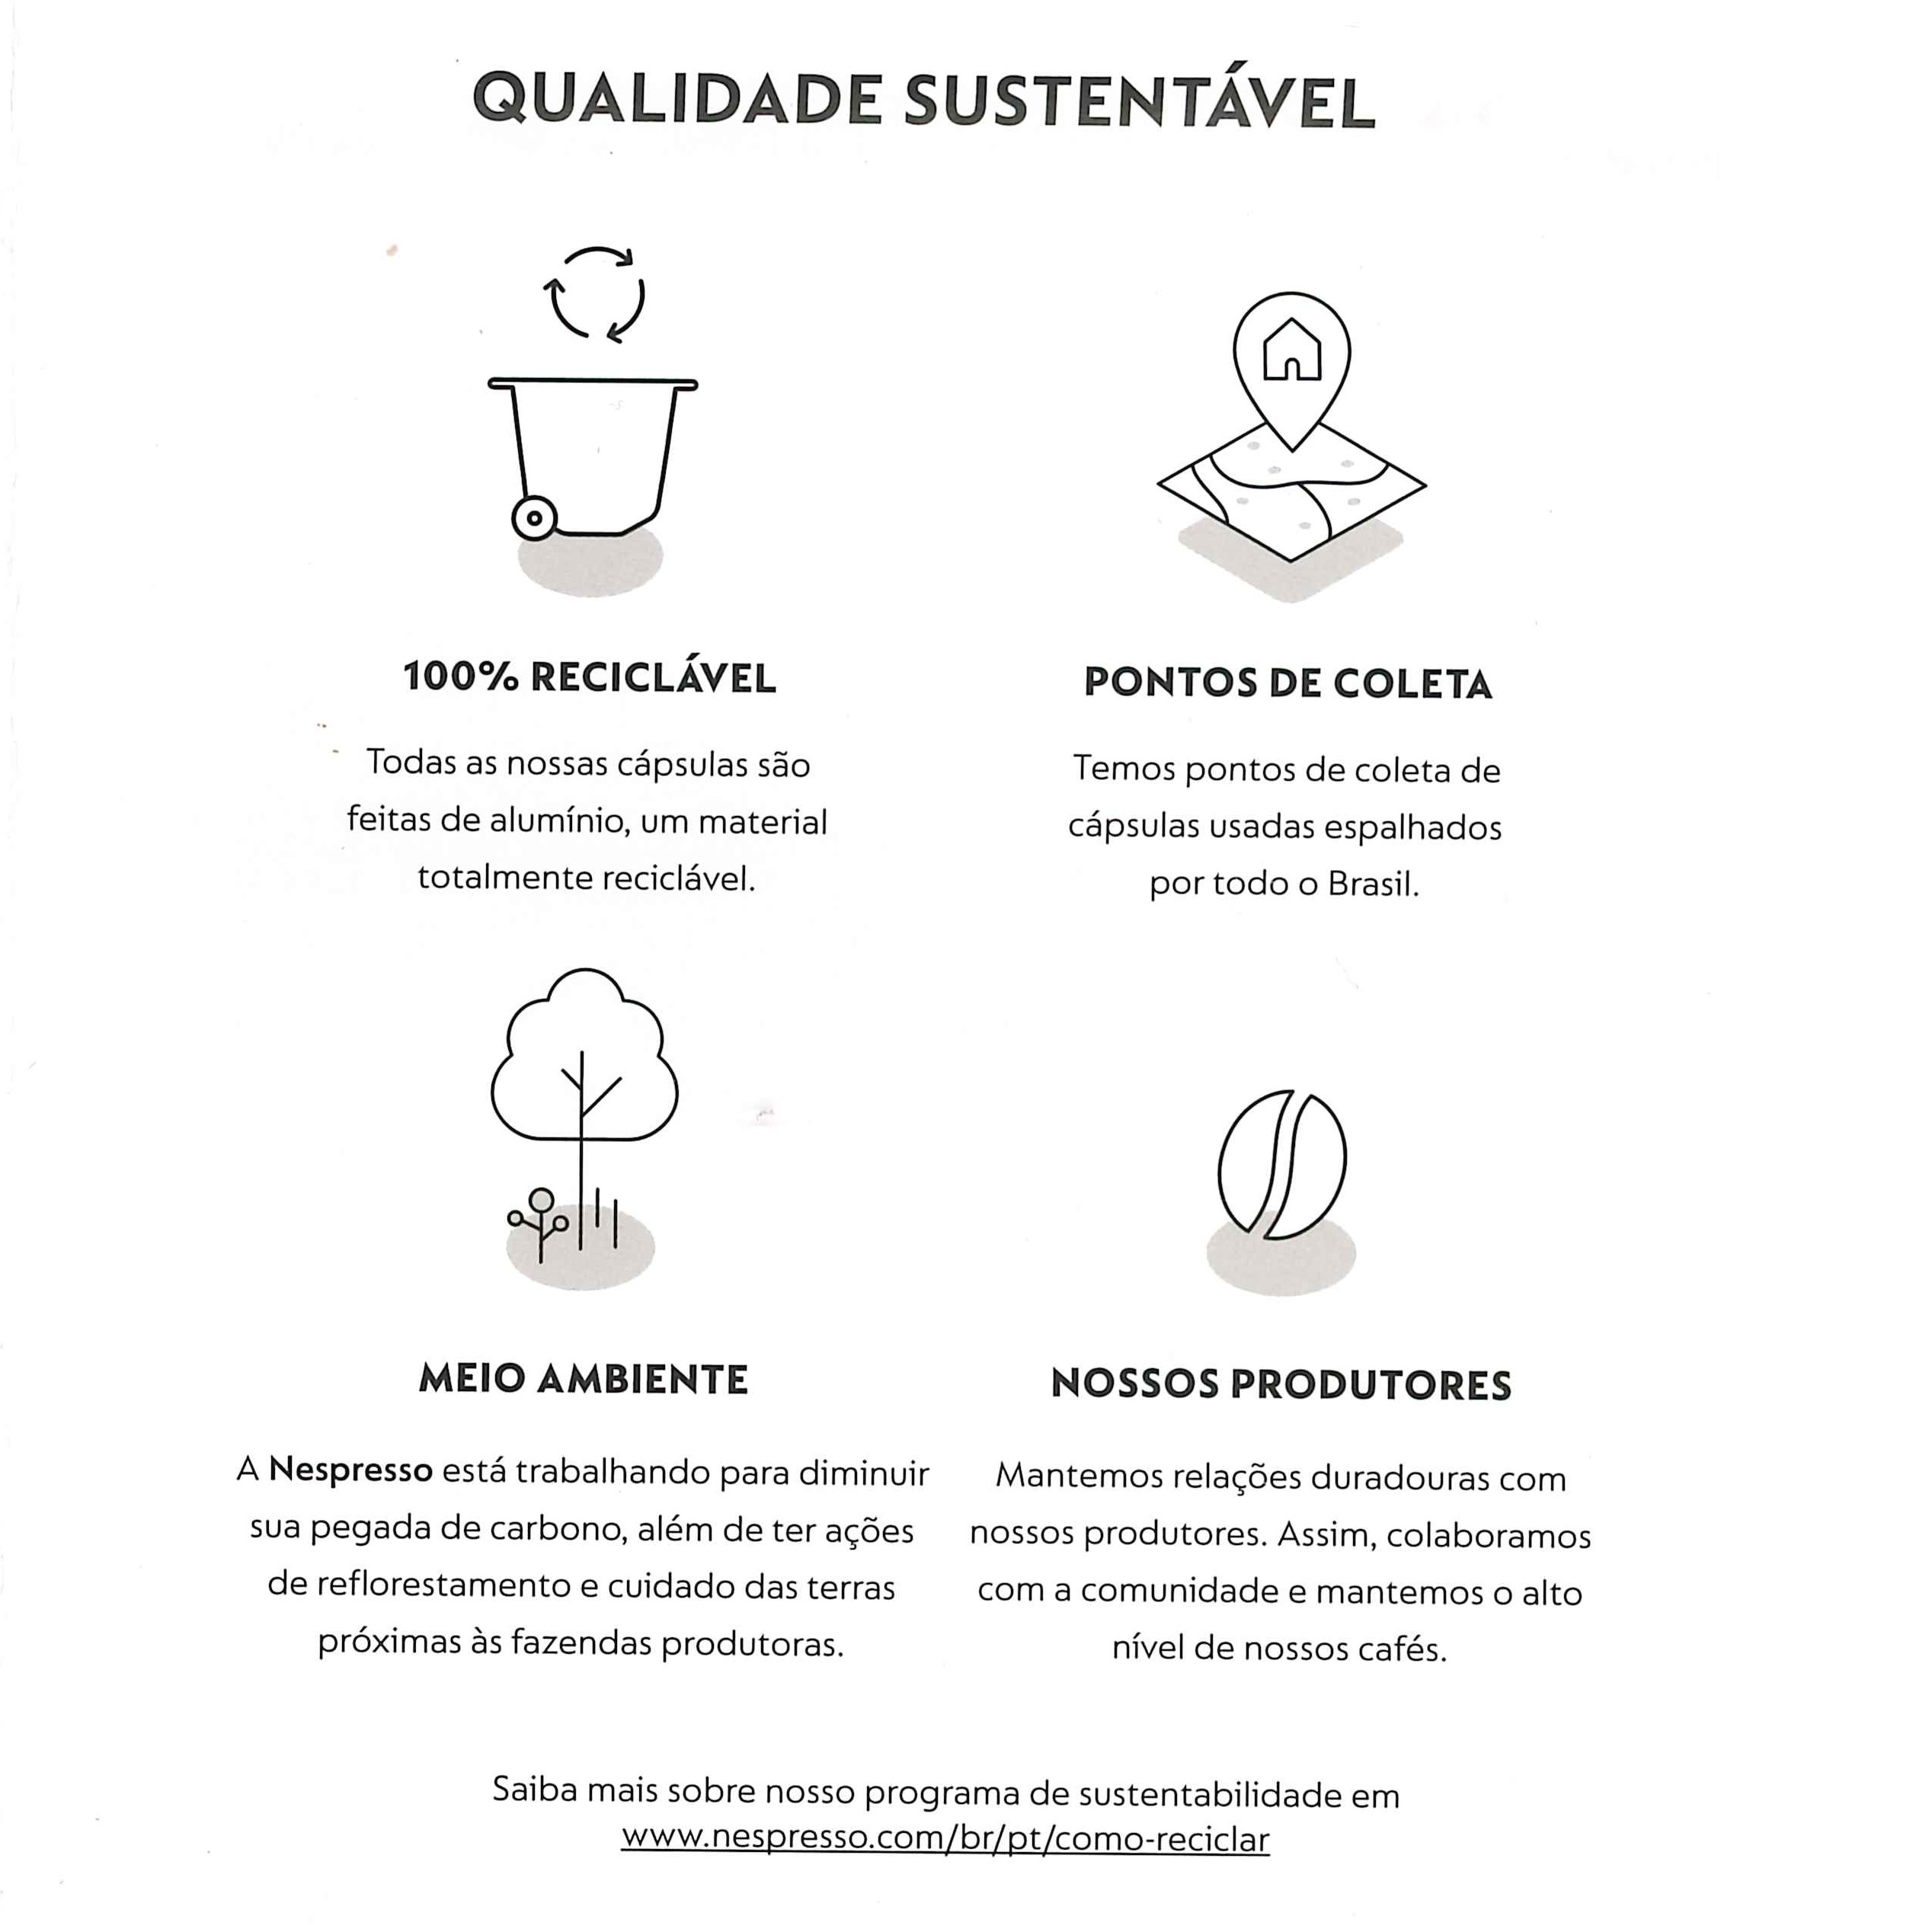 QUALIDADE SUSTENTÁVEL
100% RECICLÁVEL
Todas as nossas cápsulas são
feitas de alumínio, um material
totalmente reciclável.
PONTOS DE COLETA
Temos pontos de coleta de
cápsulas usadas espalhados
por todo o Brasil.
MEIO AMBIENTE
A Nespresso está trabalhando para diminuir
sua pegada de carbono, além de ter ações
de reflorestamento e cuidado das terras
próximas às fazendas produtoras.
NOSSOS PRODUTORES
Mantemos relações duradouras com
nossos produtores. Assim, colaboramos
com a comunidade e mantemos o alto
nível de nossos cafés.
Saiba mais sobre nosso programa de sustentabilidade em
www.nespresso.com/br/pt/como-reciclar